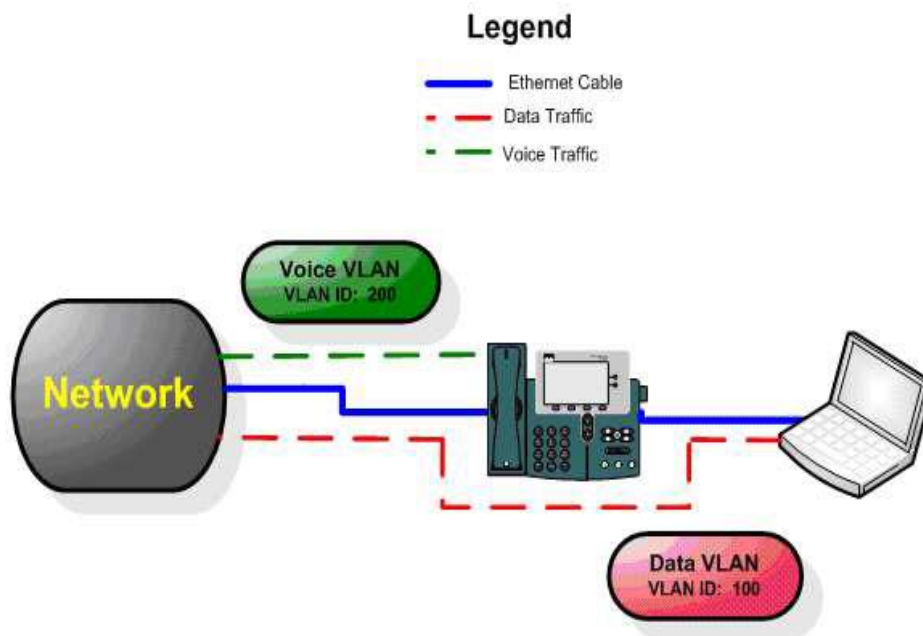 Legend
Ethernet Cable
Data Traffic
Voice Traffic
Voice VLAN
VLAN ID: 200
Network
Data VLAN
VLAN ID: 100